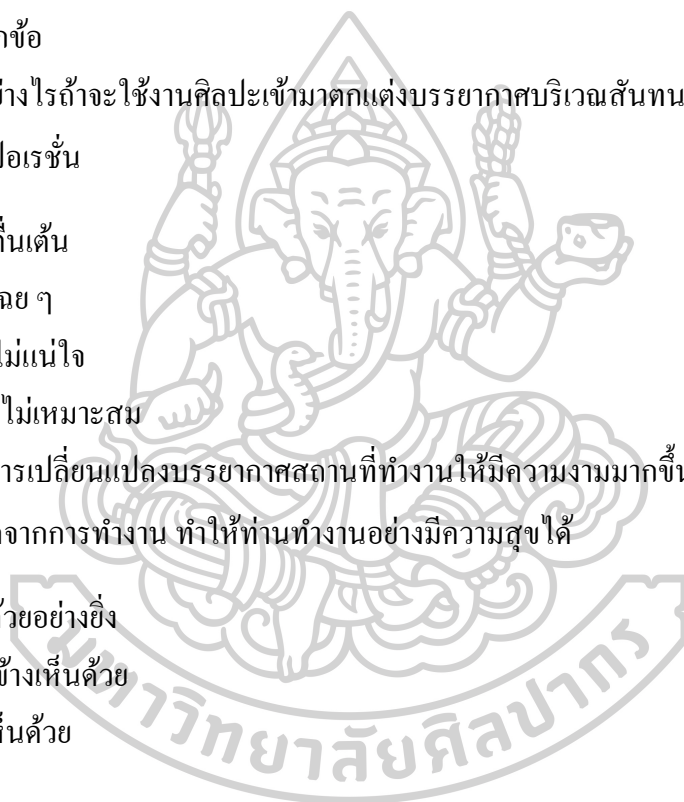 กข้อ
ย่างไรถ้าจะใช้งานศิลปะเข้ามาตกแต่งบรรยากาศบริเวณสันทน
ปอเรชั่น
ตื่นเต้น
ฉย ๆ
ไม่แน่ใจ
ไม่เหมาะสม
ารเปลี่ยนแปลงบรรยากาศสถานที่ทำงานให้มีความงามมากขึ้น
จากการทำงาน ทำให้ท่านทำงานอย่างมีความสุขได้
ด้วยอย่างยิ่ง
ข้างเห็นด้วย
ห็นด้วย
มหาวิทยาลัยศิลปากร